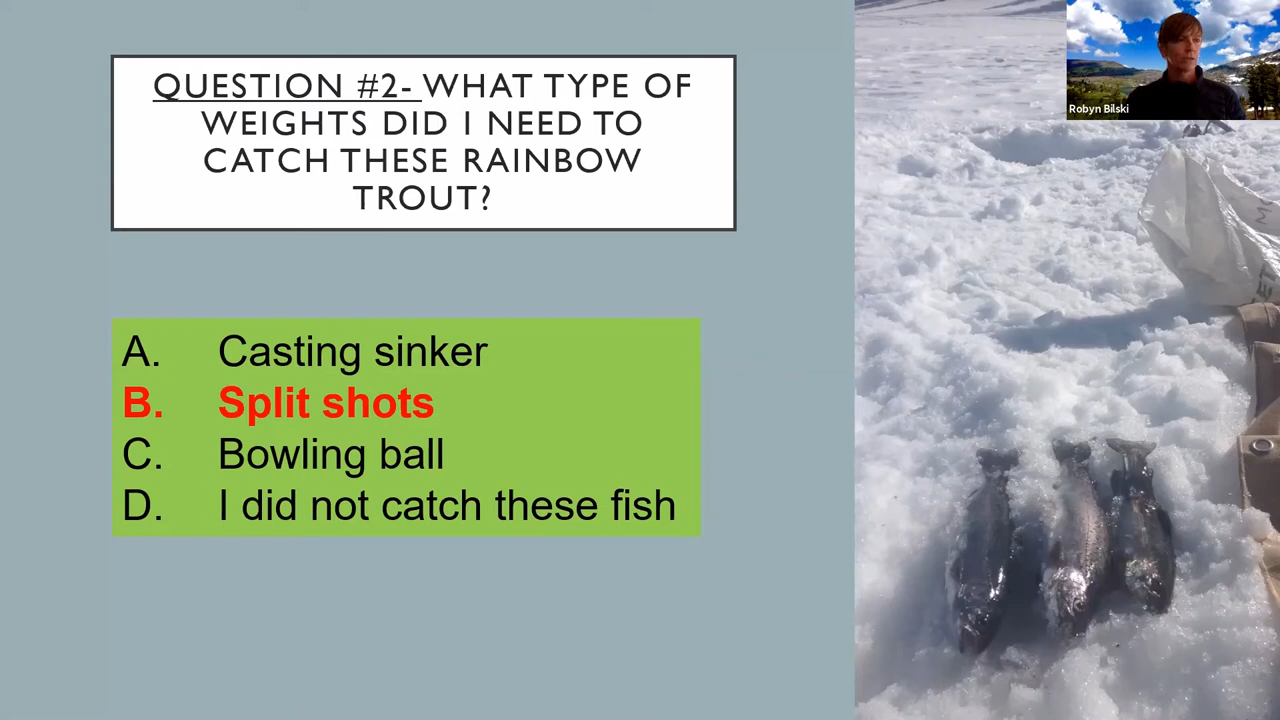 QUESTION #2- WHAT TYPE OF
WEIGHTS DID I NEED TO
CATCH THESE RAINBOW
TROUT?
A. Casting sinker
B. Split shots
C. Bowling ball
D. I did not catch these fish
Robyn Bilski